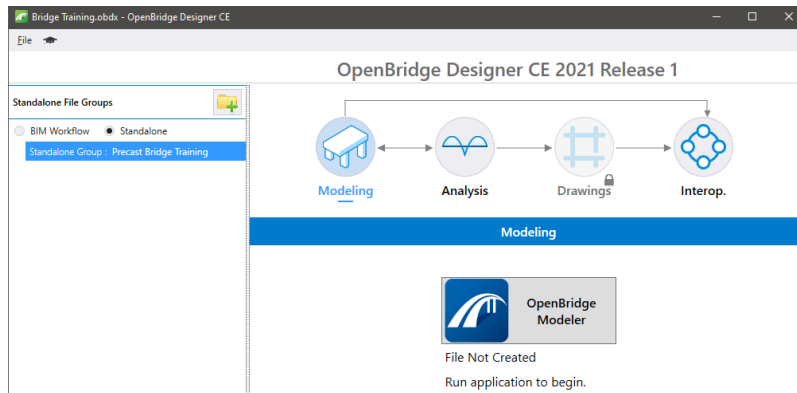 Bridge Training.obdx - OpenBridge Designer CE
File
OpenBridge Designer CE 2021 Release 1
Standalone File Groups
BIM Workflow Standalone
Standalone Group : Precast Bridge Training
Modeling Analysis Drawings Interop.
Modeling
OpenBridge
Modeler
File Not Created
Run application to begin.